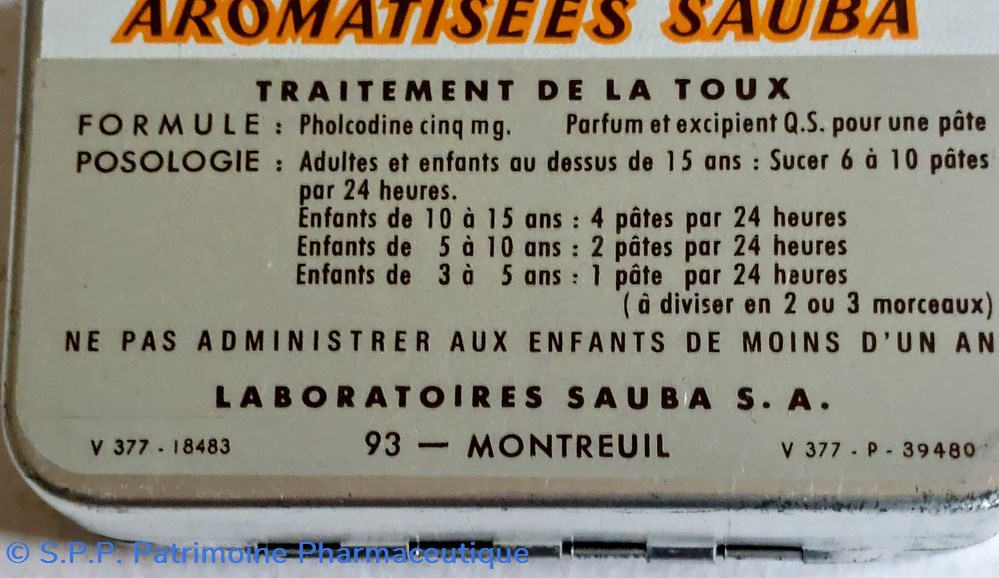 AROMATISÉES SAUBA
TRAITEMENT DE LA TOUX
FORMULE : Pholcodine cinq mg. Parfum et excipient Q.S. pour une pâte
POSOLOGIE : Adultes et enfants au dessus de 15 ans : Sucer 6 à 10 pâtes
par 24 heures.
Enfants de 10 à 15 ans : 4 pâtes par 24 heures
Enfants de 5 à 10 ans : 2 pâtes par 24 heures
Enfants de 3 à 5 ans : 1 pâte par 24 heures
(à diviser en 2 ou 3 morceaux)
NE PAS ADMINISTRER AUX ENFANTS DE MOINS D'UN AN
LABORATOIRES SAUBA S. A.
V 377 - 18483 93 — MONTREUIL V 377 - P - 39480
© S.P.P. Patrimoine Pharmaceutique